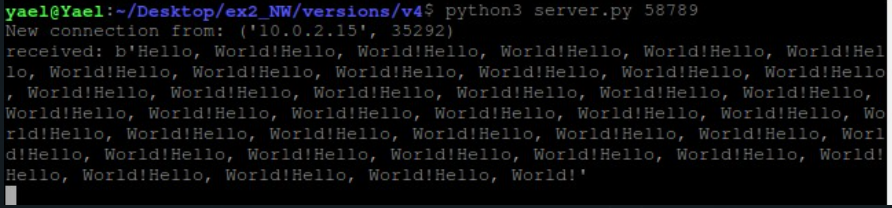 yael@Yael:~/Desktop/ex2_NW/versions/v4$ python3 server.py 58789
New connection from: ('10.0.2.15', 35292)
received: b'Hello, World!Hello, World!Hello, World!Hello, World!Hello, World!Hel
lo, World!Hello, World!Hello, World!Hello, World!Hello, World!Hello, World!Hello
, World!Hello, World!Hello, World!Hello, World!Hello, World!Hello, World!Hello,
World!Hello, World!Hello, World!Hello, World!Hello, World!Hello, World!Hello, Wo
rld!Hello, World!Hello, World!Hello, World!Hello, World!Hello, World!Hello, Worl
d!Hello, World!Hello, World!Hello, World!Hello, World!Hello, World!Hello, World!
Hello, World!Hello, World!Hello, World!Hello, World!'